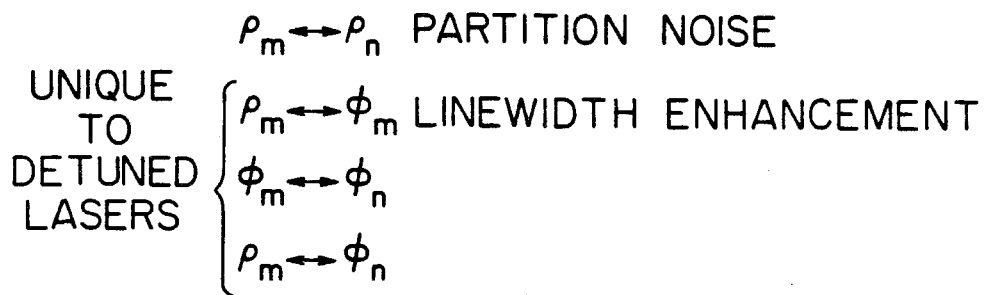 ρm↔ρn PARTITION NOISE
UNIQUE
TO
DETUNED
LASERS
ρm↔ϕm LINEWIDTH ENHANCEMENT
ϕm↔ϕn
ρm↔ϕn